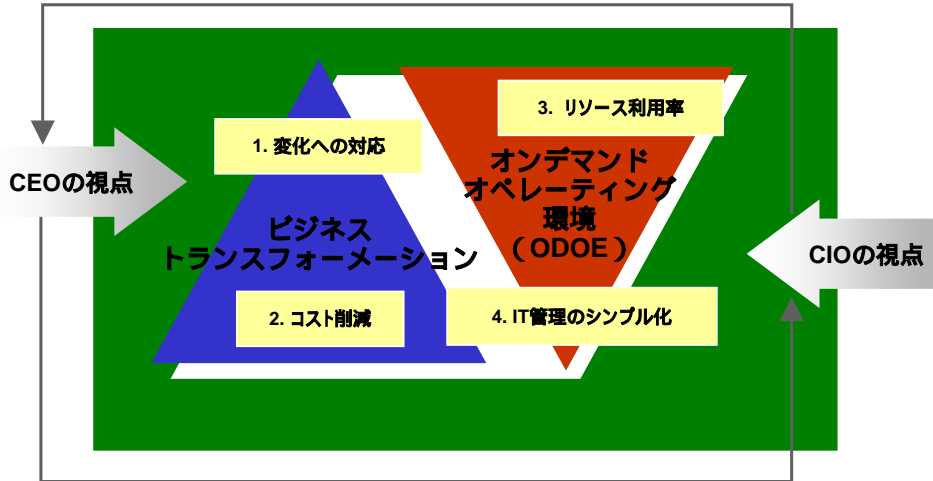 CEOの視点
1. 変化への対応
ビジネス
トランスフォーメーション
2. コスト削減
3. リソース利用率
オンデマンド
オペレーティング
環境
（ODOE）
4. IT管理のシンプル化
CIOの視点